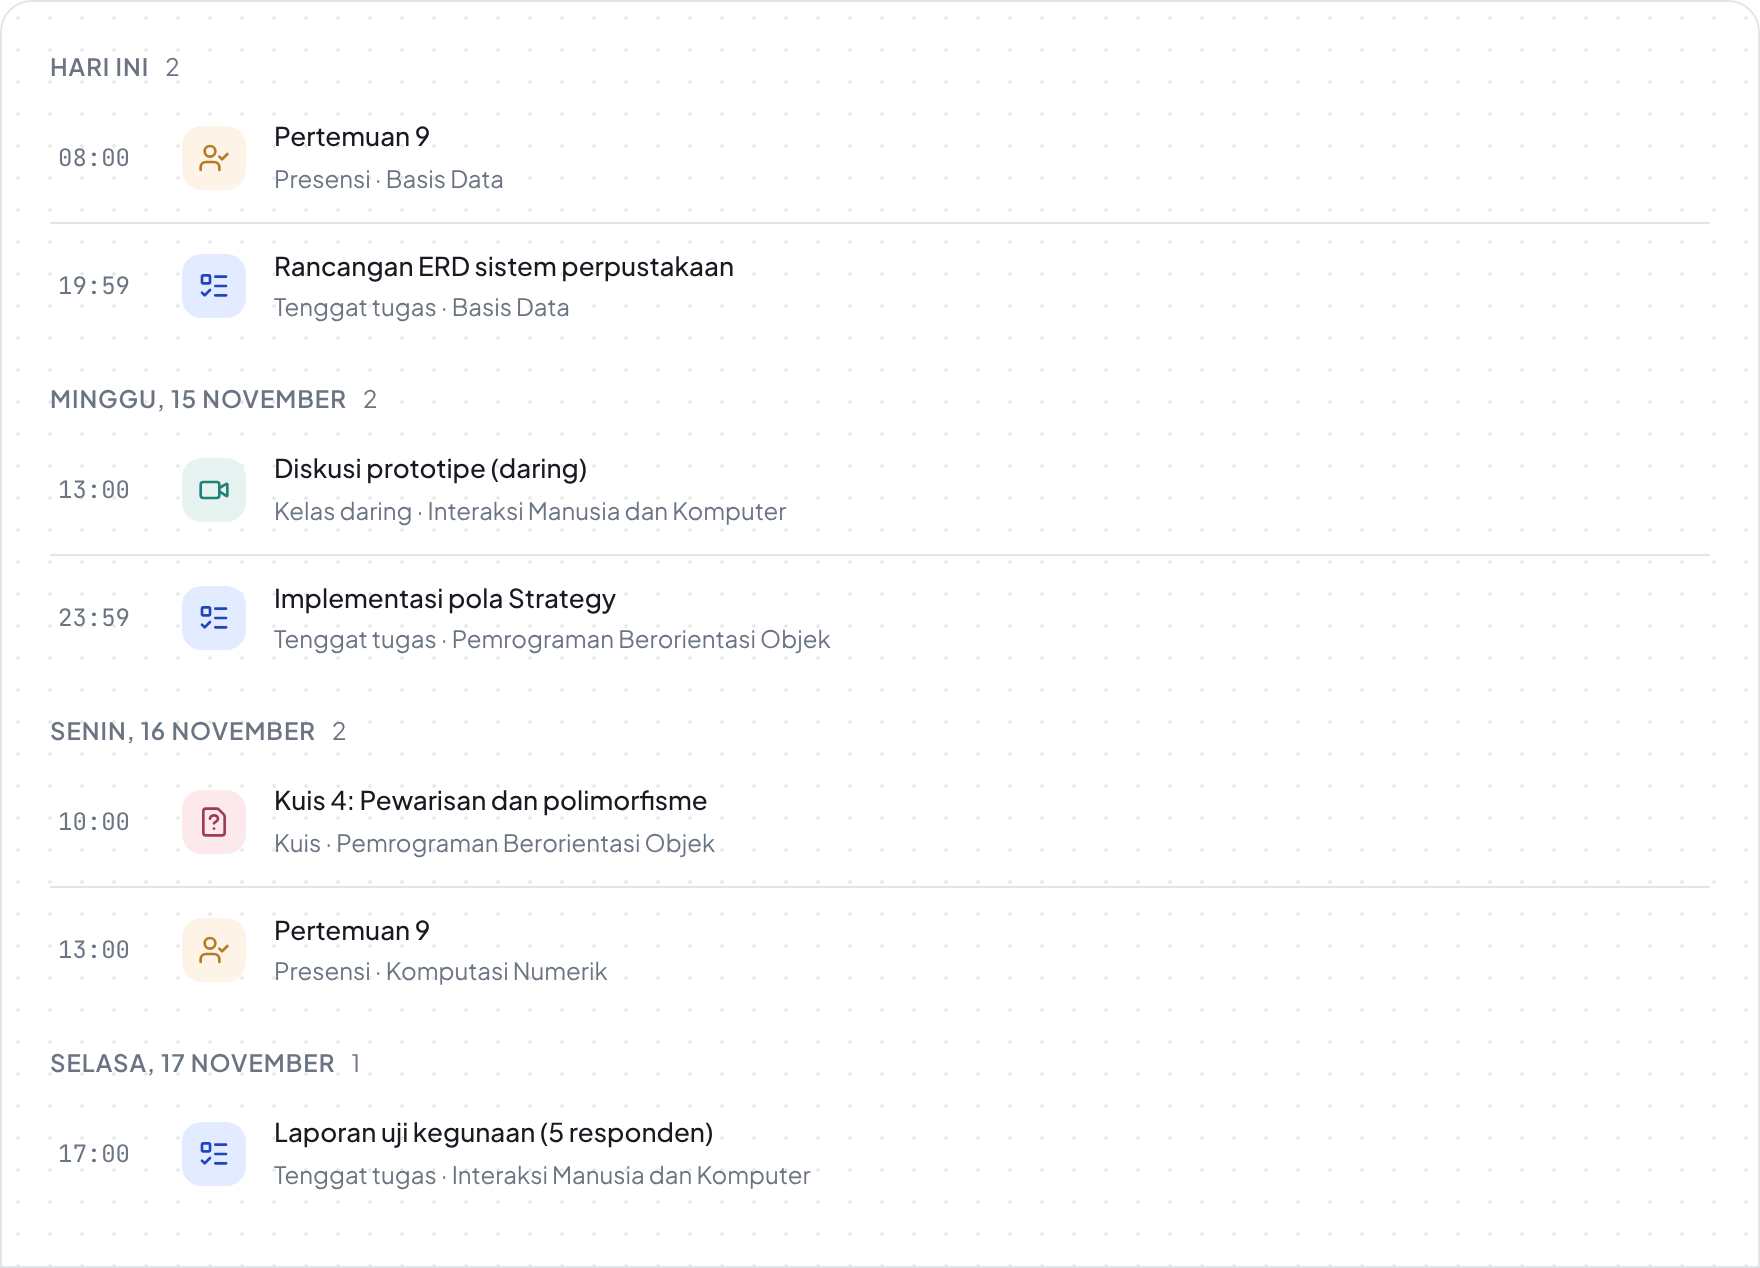 HARI INI 2
08:00
Pertemuan 9
Presensi · Basis Data
19:59
Rancangan ERD sistem perpustakaan
Tenggat tugas · Basis Data
MINGGU, 15 NOVEMBER 2
13:00
Diskusi prototipe (daring)
Kelas daring · Interaksi Manusia dan Komputer
23:59
Implementasi pola Strategy
Tenggat tugas · Pemrograman Berorientasi Objek
SENIN, 16 NOVEMBER 2
10:00
Kuis 4: Pewarisan dan polimorfisme
Kuis · Pemrograman Berorientasi Objek
13:00
Pertemuan 9
Presensi · Komputasi Numerik
SELASA, 17 NOVEMBER 1
17:00
Laporan uji kegunaan (5 responden)
Tenggat tugas · Interaksi Manusia dan Komputer